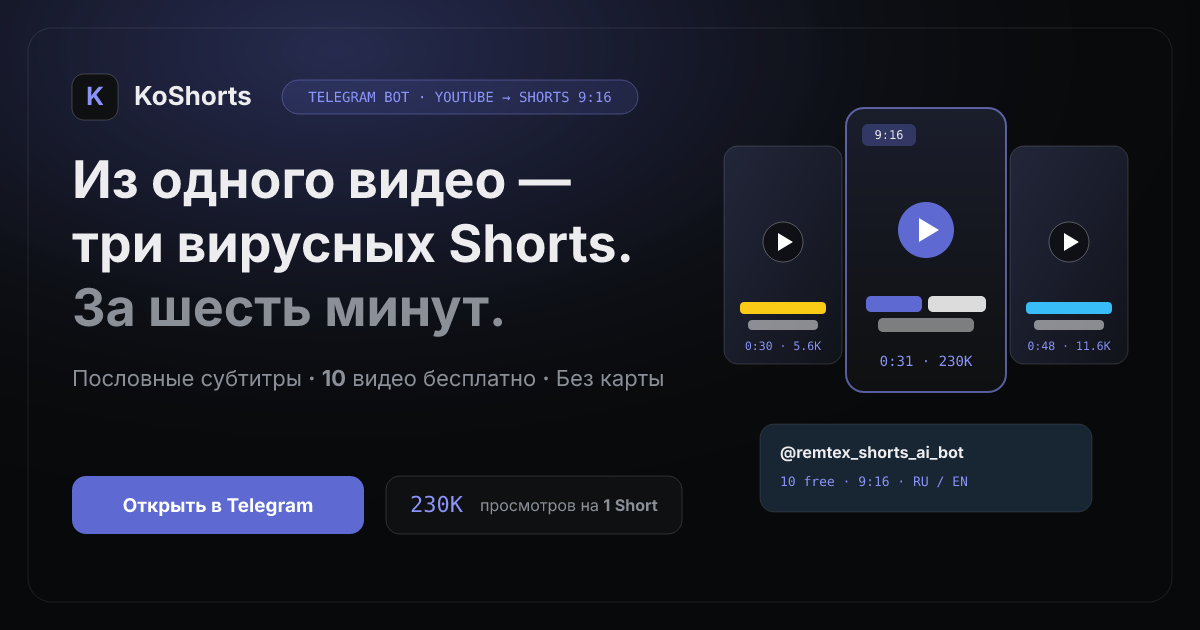 K KoShorts TELEGRAM BOT · YOUTUBE → SHORTS 9:16
Из одного видео —
три вирусных Shorts.
За шесть минут.
Пословные субтитры · 10 видео бесплатно · Без карты
Открыть в Telegram
230K просмотров на 1 Short
9:16
0:30 · 5.6K
0:31 · 230K
0:48 · 11.6K
@remtex_shorts_ai_bot
10 free · 9:16 · RU / EN